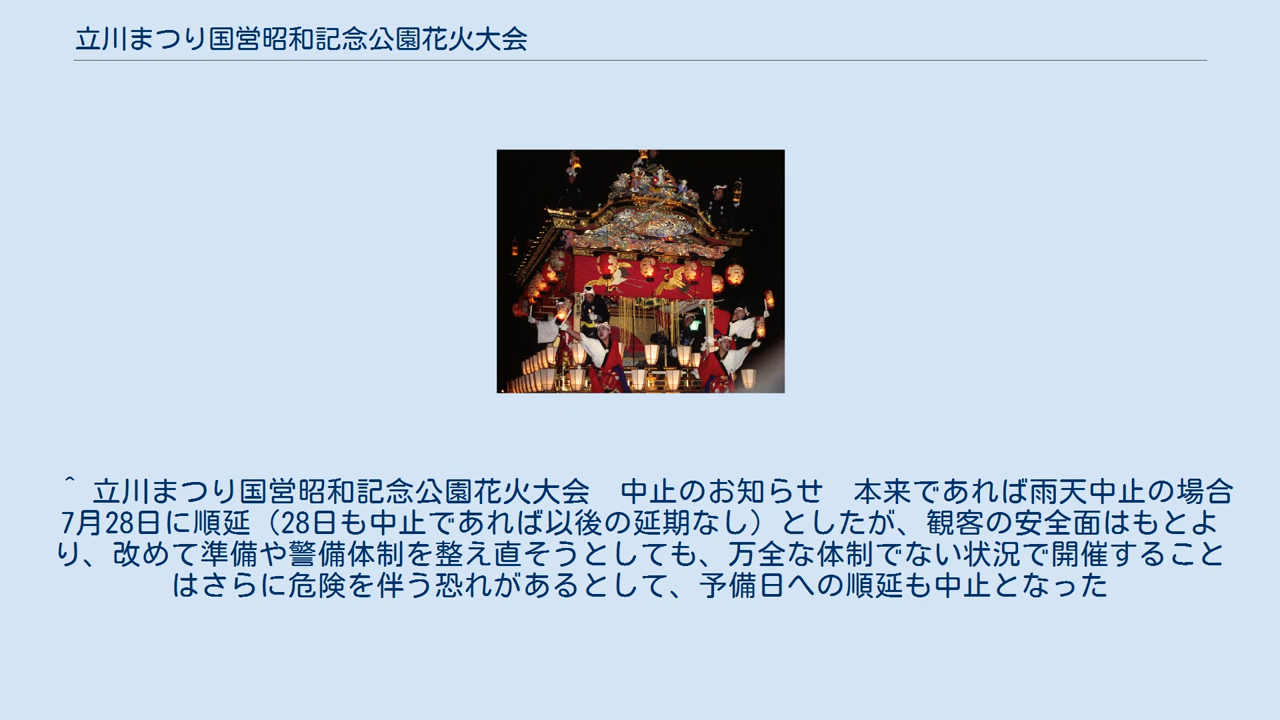 立川まつり国営昭和記念公園花火大会
^ 立川まつり国営昭和記念公園花火大会　中止のお知らせ　本来であれば雨天中止の場合
7月28日に順延（28日も中止であれば以後の延期なし）としたが、観客の安全面はもとよ
り、改めて準備や警備体制を整え直そうとしても、万全な体制でない状況で開催すること
はさらに危険を伴う恐れがあるとして、予備日への順延も中止となった